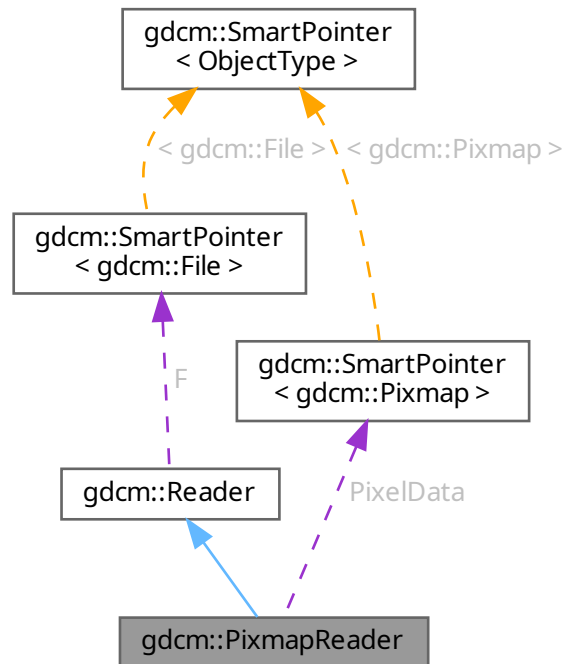 gdcm::SmartPointer
< ObjectType >
< gdcm::File >
< gdcm::Pixmap >
gdcm::SmartPointer
< gdcm::File >
gdcm::SmartPointer
< gdcm::Pixmap >
F
gdcm::Reader
PixelData
gdcm::PixmapReader